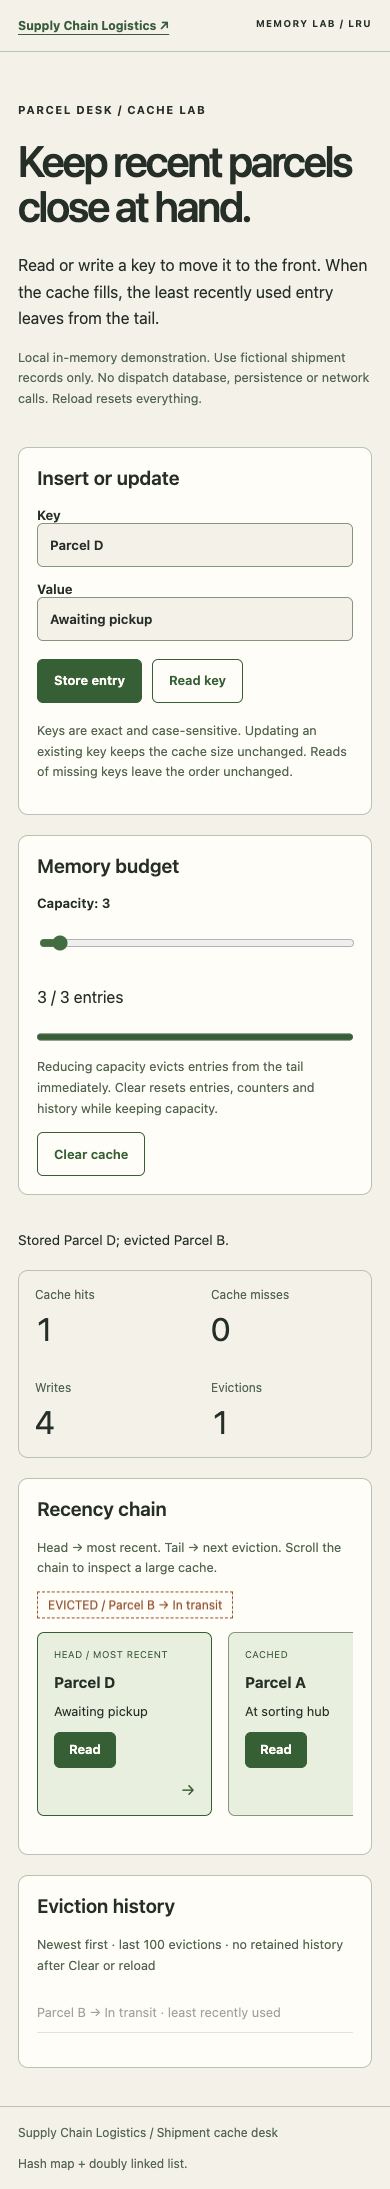 Supply Chain Logistics ↗
MEMORY LAB / LRU
PARCEL DESK / CACHE LAB
Keep recent parcels
close at hand.
Read or write a key to move it to the front. When
the cache fills, the least recently used entry
leaves from the tail.
Local in-memory demonstration. Use fictional shipment
records only. No dispatch database, persistence or network
calls. Reload resets everything.
Insert or update
Key
Parcel D
Value
Awaiting pickup
Store entry
Read key
Keys are exact and case-sensitive. Updating an
existing key keeps the cache size unchanged. Reads
of missing keys leave the order unchanged.
Memory budget
Capacity: 3
3 / 3 entries
Reducing capacity evicts entries from the tail
immediately. Clear resets entries, counters and
history while keeping capacity.
Clear cache
Stored Parcel D; evicted Parcel B.
Cache hits
1
Cache misses
0
Writes
4
Evictions
1
Recency chain
Head → most recent. Tail → next eviction. Scroll the
chain to inspect a large cache.
EVICTED / Parcel B → In transit
HEAD / MOST RECENT
Parcel D
Awaiting pickup
Read
→
CACHED
Parcel A
At sorting hub
Read
Eviction history
Newest first · last 100 evictions · no retained history
after Clear or reload
Parcel B → In transit · least recently used
Supply Chain Logistics / Shipment cache desk
Hash map + doubly linked list.